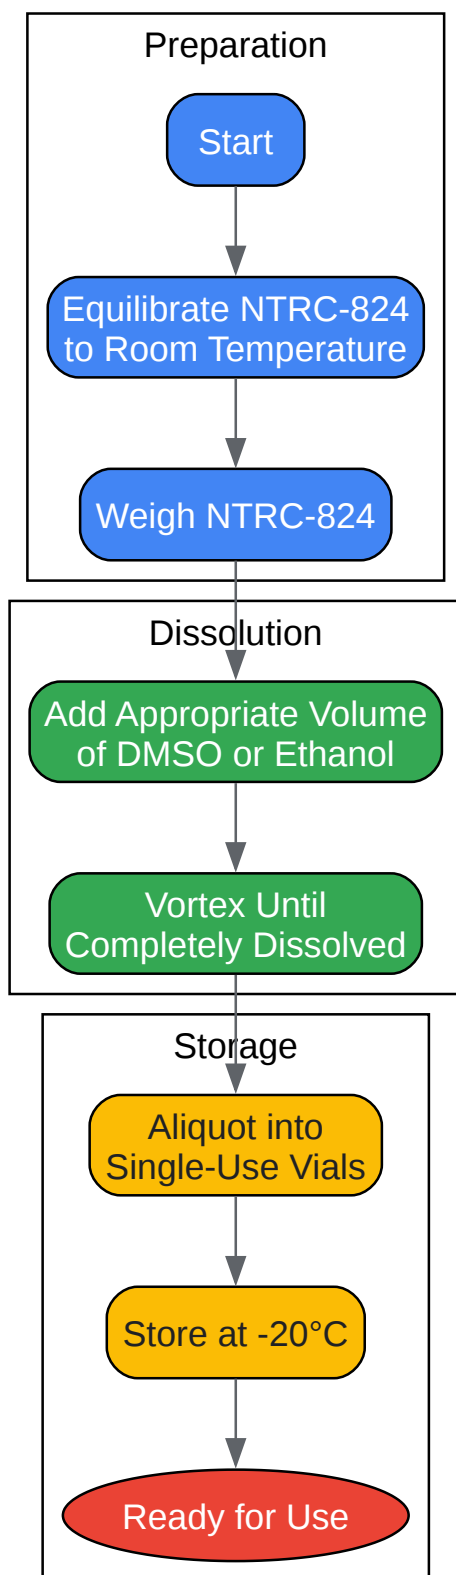 Preparation
Start
Equilibrate NTRC-824
to Room Temperature
Weigh NTRC-824
Dissolution
Add Appropriate Volume
of DMSO or Ethanol
Vortex Until
Completely Dissolved
Storage
Aliquot into
Single-Use Vials
Store at -20°C
Ready for Use